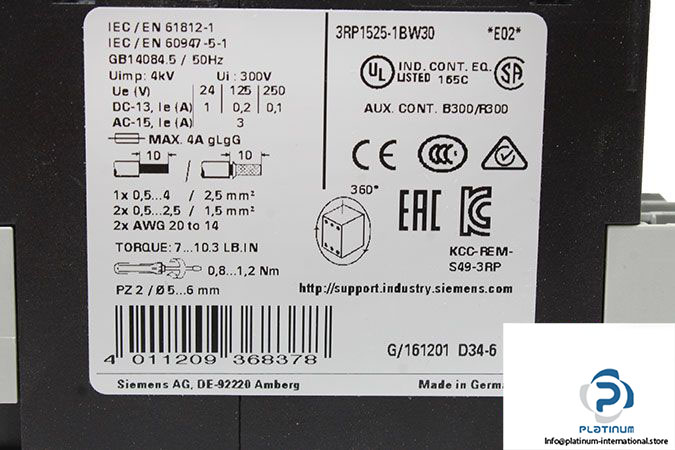 IEC/EN 61812-1
IEC/EN 60947-5-1
GB14084.5 / 50Hz
Uimp: 4kV Ui: 300V
Ue (V) 24 125 250
DC-13, Ie (A) 1 0,2 0,1
AC-15, Ie (A) 3
MAX. 4A gLgG
10 / 10
1x 0,5...4 / 2,5 mm²
2x 0,5...2,5 / 1,5 mm²
2x AWG 20 to 14
TORQUE: 7...10.3 LB.IN
0,8...1,2 Nm
PZ 2 / Ø 5...6 mm
4 011209 368378
Siemens AG, DE-92220 Amberg
3RP1525-1BW30 *E02*
UL IND. CONT. EQ. LISTED 165C SA
AUX. CONT. B300/R300
CE CCC
360°
EAC KC
KCC-REM-
S49-3RP
http://support.industry.siemens.com
G/161201 D34-6
Made in Germa
PLATINUM
Info@platinum-international.store